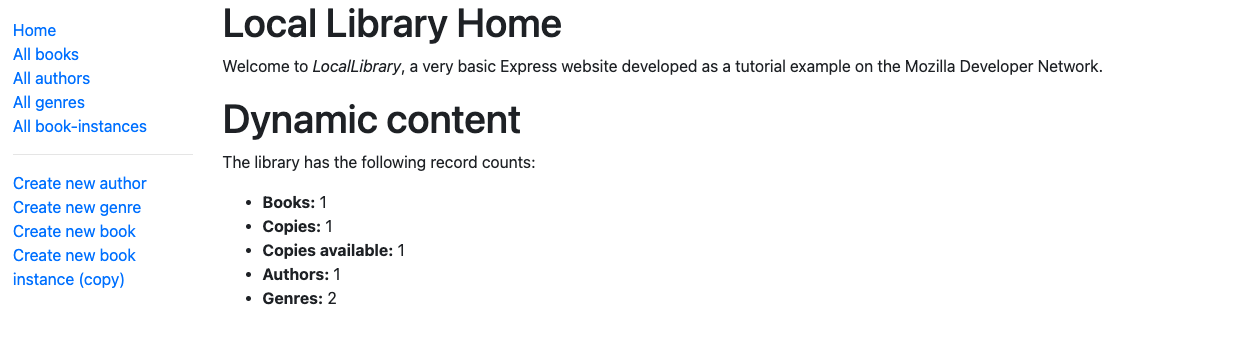 Home
All books
All authors
All genres
All book-instances
Create new author
Create new genre
Create new book
Create new book
instance (copy)
Local Library Home
Welcome to LocalLibrary, a very basic Express website developed as a tutorial example on the Mozilla Developer Network.
Dynamic content
The library has the following record counts:
• Books: 1
• Copies: 1
• Copies available: 1
• Authors: 1
• Genres: 2